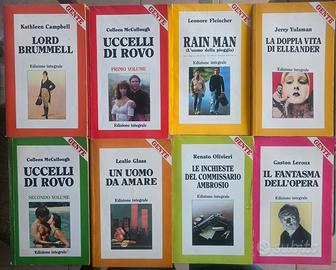 Kathleen Campbell
LORD
BRUMMELL
Edizione integrale
GENTE
Colleen McCullough
UCCELLI
DI ROVO
PRIMO VOLUME
Edizione integrale
GENTE
Leonore Fleischer
RAIN MAN
(L'uomo della pioggia)
Edizione integrale
GENTE
Jerry Yulsman
LA DOPPIA VITA
DI ELLEANDER
Edizione integrale
GENTE
Colleen McCullough
UCCELLI
DI ROVO
SECONDO VOLUME
Edizione integrale
GENTE
Leslie Glass
UN UOMO
DA AMARE
Edizione integrale
GENTE
Renato Olivieri
LE INCHIESTE
DEL COMMISSARIO
AMBROSIO
Edizione integrale
GENTE
Gaston Leroux
IL FANTASMA
DELL'OPERA
Edizione integrale
GENTE
subito